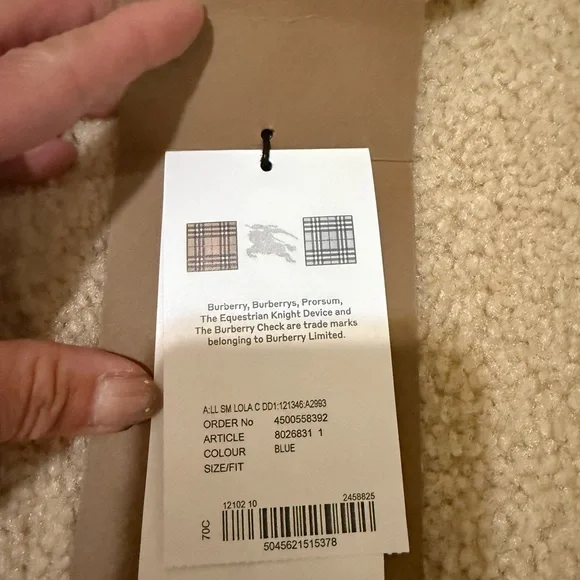 Burberry, Burberrys, Prorsum,
The Equestrian Knight Device and
The Burberry Check are trade marks
belonging to Burberry Limited.
A:LL SM LOLA C DD1:121346:A2993
ORDER No 4500558392
ARTICLE 8026831 1
COLOUR BLUE
SIZE/FIT
12102 10 2458825
70C
5045621515378